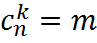 $c_n^k = m$